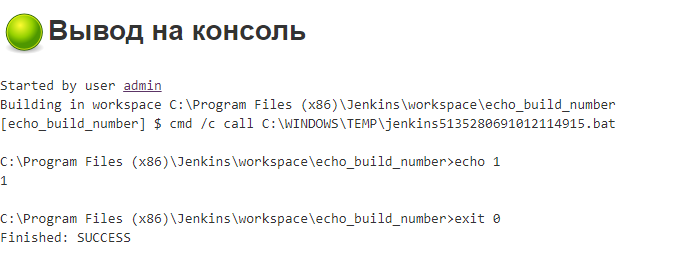 Вывод на консоль
Started by user admin
Building in workspace C:\Program Files (x86)\Jenkins\workspace\echo_build_number
[echo_build_number] $ cmd /c call C:\WINDOWS\TEMP\jenkins5135280691012114915.bat
C:\Program Files (x86)\Jenkins\workspace\echo_build_number>echo 1
1
C:\Program Files (x86)\Jenkins\workspace\echo_build_number>exit 0
Finished: SUCCESS